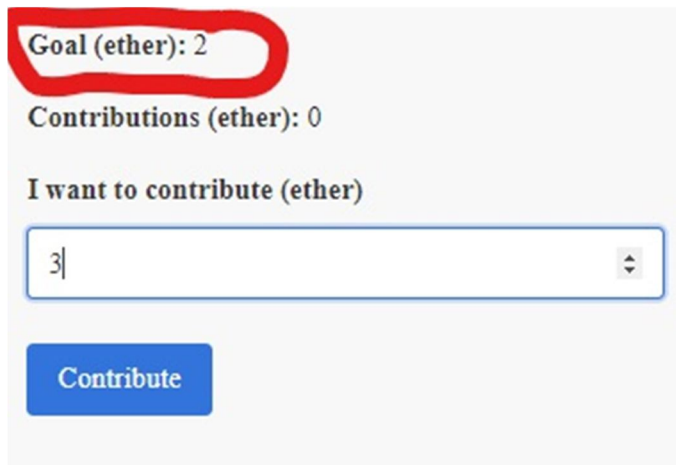 Goal (ether): 2
Contributions (ether): 0
I want to contribute (ether)
3
Contribute